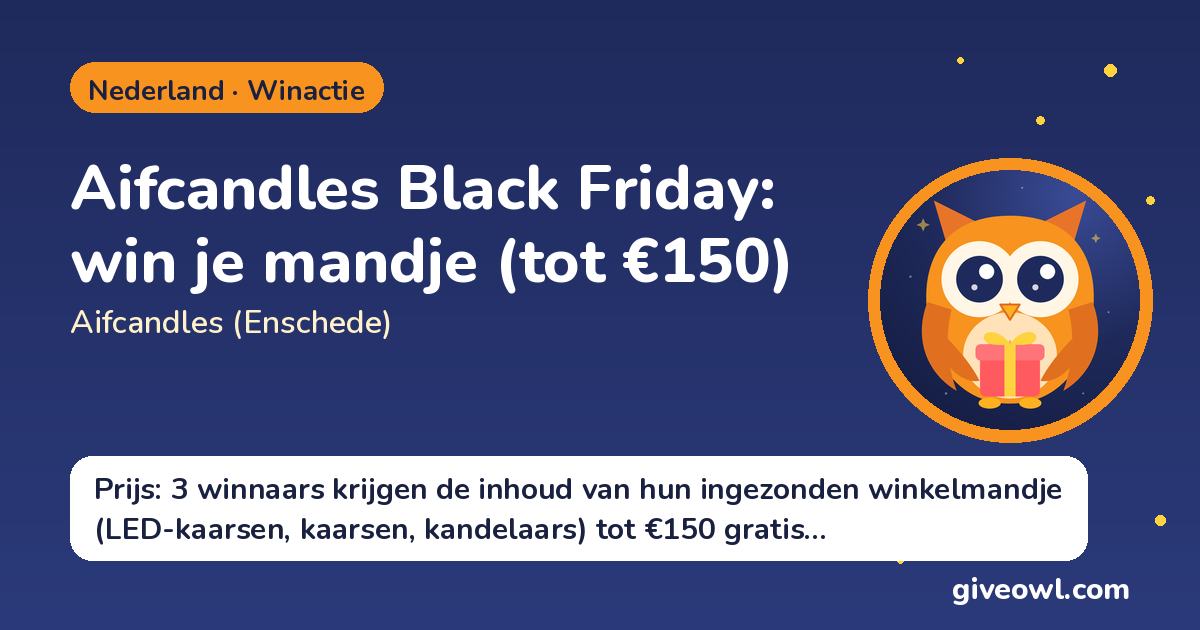 Nederland · Winactie
Aifcandles Black Friday:
win je mandje (tot €150)
Aifcandles (Enschede)
Prijs: 3 winnaars krijgen de inhoud van hun ingezonden winkelmandje
(LED-kaarsen, kaarsen, kandelaars) tot €150 gratis...
giveowl.com